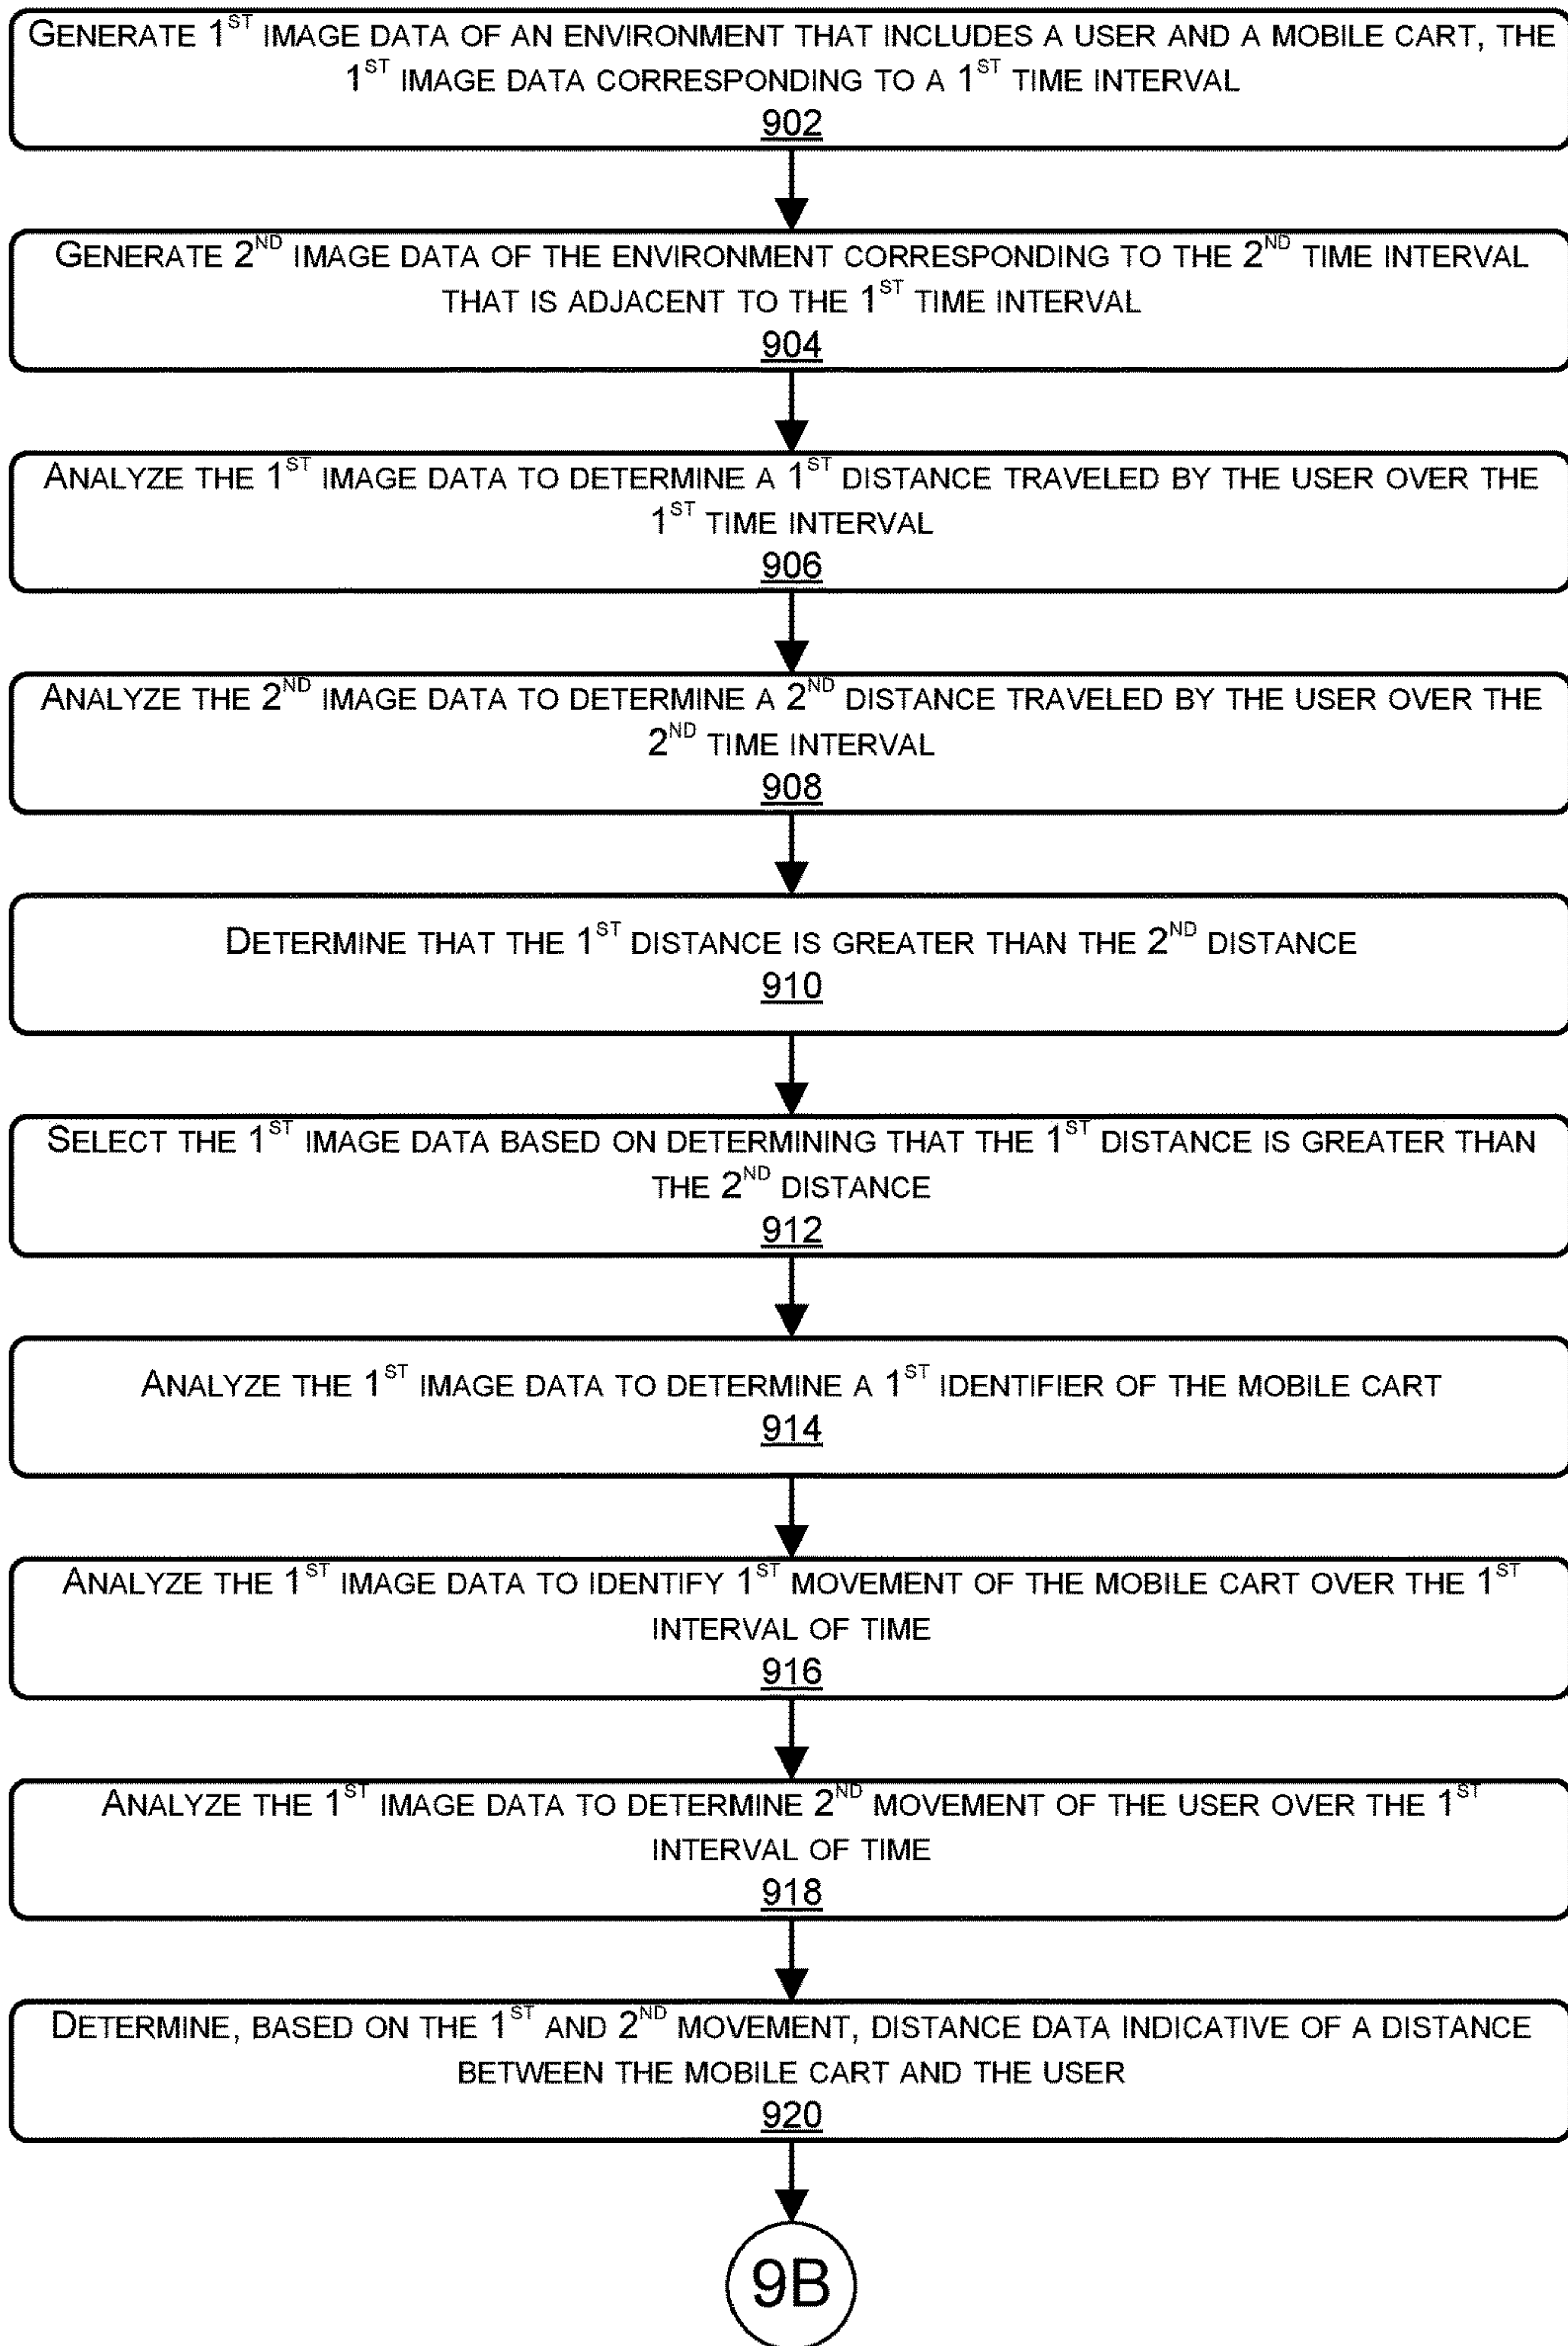 GENERATE 1ST IMAGE DATA OF AN ENVIRONMENT THAT INCLUDES A USER AND A MOBILE CART, THE
1ST IMAGE DATA CORRESPONDING TO A 1ST TIME INTERVAL
902
GENERATE 2ND IMAGE DATA OF THE ENVIRONMENT CORRESPONDING TO THE 2ND TIME INTERVAL
THAT IS ADJACENT TO THE 1ST TIME INTERVAL
904
ANALYZE THE 1ST IMAGE DATA TO DETERMINE A 1ST DISTANCE TRAVELED BY THE USER OVER THE
1ST TIME INTERVAL
906
ANALYZE THE 2ND IMAGE DATA TO DETERMINE A 2ND DISTANCE TRAVELED BY THE USER OVER THE
2ND TIME INTERVAL
908
DETERMINE THAT THE 1ST DISTANCE IS GREATER THAN THE 2ND DISTANCE
910
SELECT THE 1ST IMAGE DATA BASED ON DETERMINING THAT THE 1ST DISTANCE IS GREATER THAN
THE 2ND DISTANCE
912
ANALYZE THE 1ST IMAGE DATA TO DETERMINE A 1ST IDENTIFIER OF THE MOBILE CART
914
ANALYZE THE 1ST IMAGE DATA TO IDENTIFY 1ST MOVEMENT OF THE MOBILE CART OVER THE 1ST
INTERVAL OF TIME
916
ANALYZE THE 1ST IMAGE DATA TO DETERMINE 2ND MOVEMENT OF THE USER OVER THE 1ST
INTERVAL OF TIME
918
DETERMINE, BASED ON THE 1ST AND 2ND MOVEMENT, DISTANCE DATA INDICATIVE OF A DISTANCE
BETWEEN THE MOBILE CART AND THE USER
920
9B